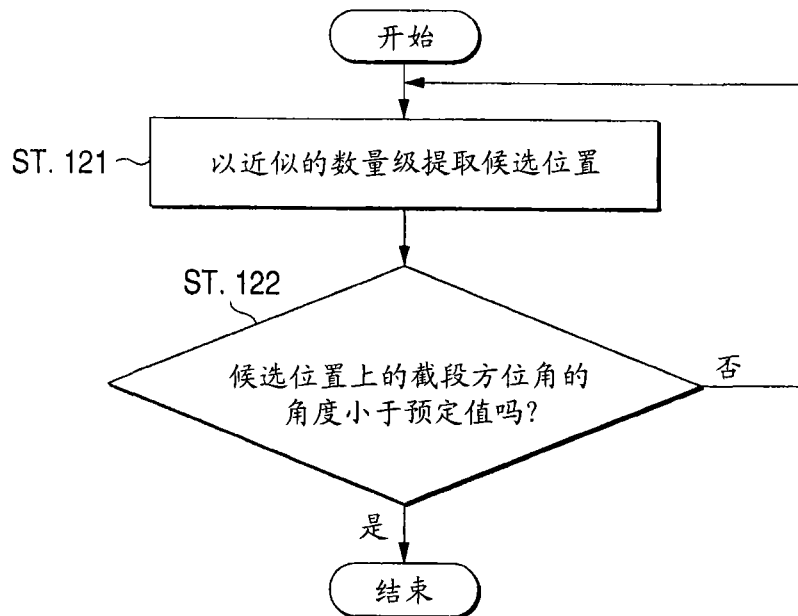 开始
ST. 121
以近似的数量级提取候选位置
ST. 122
候选位置上的截段方位角的
角度小于预定值吗?
否
是
结束